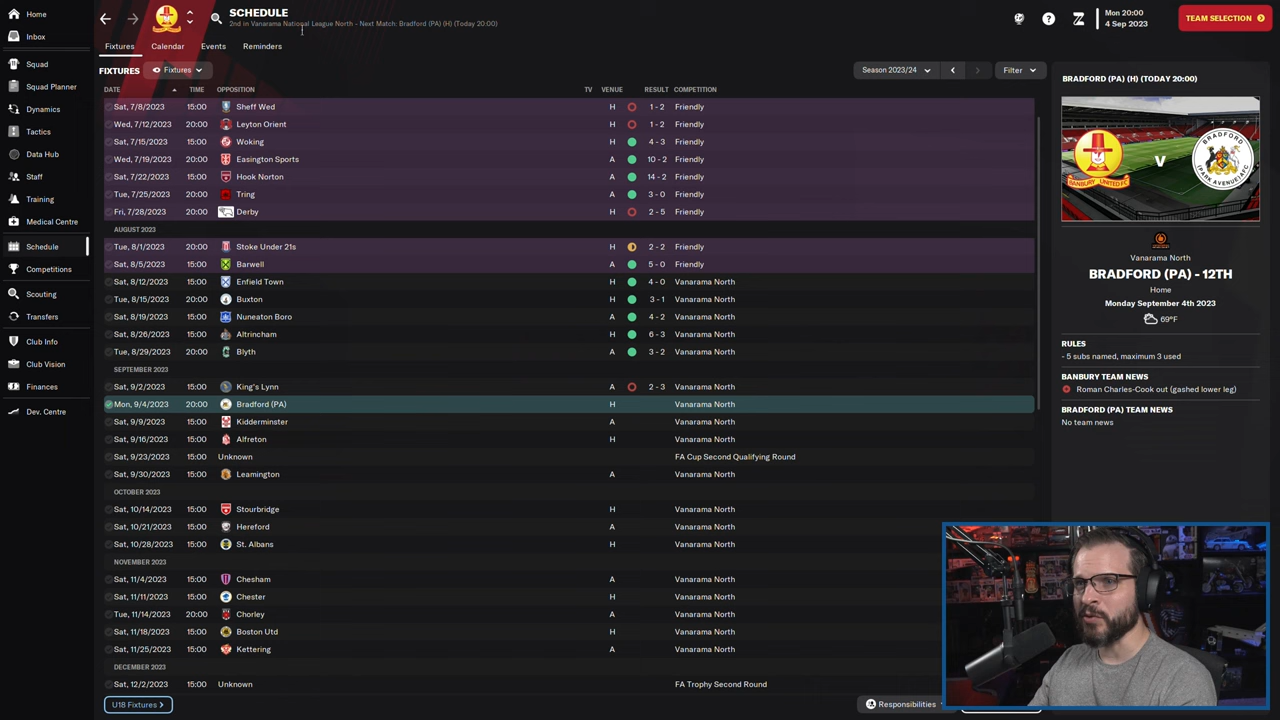 Home
Inbox
Squad
Squad Planner
Dynamics
Tactics
Data Hub
Staff
Training
Medical Centre
Schedule
Competitions
Scouting
Transfers
Club Info
Club Vision
Finances
Dev. Centre
SCHEDULE
2nd in Vanarama National League North - Next Match: Bradford (PA) (H) (Today 20:00)
Mon 20:00
4 Sep 2023
TEAM SELECTION
Fixtures Calendar Events Reminders
FIXTURES Fixtures Season 2023/24 Filter
DATE TIME OPPOSITION TV VENUE RESULT COMPETITION
Sat, 7/8/2023 15:00 Sheff Wed H 1 - 2 Friendly
Wed, 7/12/2023 20:00 Leyton Orient H 1 - 2 Friendly
Sat, 7/15/2023 15:00 Woking H 4 - 3 Friendly
Wed, 7/19/2023 20:00 Easington Sports A 10 - 2 Friendly
Sat, 7/22/2023 15:00 Hook Norton A 14 - 2 Friendly
Tue, 7/25/2023 20:00 Tring A 3 - 0 Friendly
Fri, 7/28/2023 20:00 Derby H 2 - 5 Friendly
AUGUST 2023
Tue, 8/1/2023 20:00 Stoke Under 21s H 2 - 2 Friendly
Sat, 8/5/2023 15:00 Barwell A 5 - 0 Friendly
Sat, 8/12/2023 15:00 Enfield Town H 4 - 0 Vanarama North
Tue, 8/15/2023 20:00 Buxton H 3 - 1 Vanarama North
Sat, 8/19/2023 15:00 Nuneaton Boro A 4 - 2 Vanarama North
Sat, 8/26/2023 15:00 Altrincham H 6 - 3 Vanarama North
Tue, 8/29/2023 20:00 Blyth A 3 - 2 Vanarama North
SEPTEMBER 2023
Sat, 9/2/2023 15:00 King's Lynn A 2 - 3 Vanarama North
Mon, 9/4/2023 20:00 Bradford (PA) H Vanarama North
Sat, 9/9/2023 15:00 Kidderminster A Vanarama North
Sat, 9/16/2023 15:00 Alfreton H Vanarama North
Sat, 9/23/2023 15:00 Unknown FA Cup Second Qualifying Round
Sat, 9/30/2023 15:00 Leamington A Vanarama North
OCTOBER 2023
Sat, 10/14/2023 15:00 Stourbridge H Vanarama North
Sat, 10/21/2023 15:00 Hereford A Vanarama North
Sat, 10/28/2023 15:00 St. Albans H Vanarama North
NOVEMBER 2023
Sat, 11/4/2023 15:00 Chesham A Vanarama North
Sat, 11/11/2023 15:00 Chester A Vanarama North
Tue, 11/14/2023 20:00 Chorley A Vanarama North
Sat, 11/18/2023 15:00 Boston Utd H Vanarama North
Sat, 11/25/2023 15:00 Kettering A Vanarama North
DECEMBER 2023
Sat, 12/2/2023 15:00 Unknown FA Trophy Second Round
U18 Fixtures
Responsibilities
BRADFORD (PA) (H) (TODAY 20:00)
BANBURY UNITED FC
V
BRADFORD
(PARK AVENUE) AFC
Vanarama North
BRADFORD (PA) - 12TH
Home
Monday September 4th 2023
69°F
RULES
- 5 subs named, maximum 3 used
BANBURY TEAM NEWS
Roman Charles-Cook out (gashed lower leg)
BRADFORD (PA) TEAM NEWS
No team news